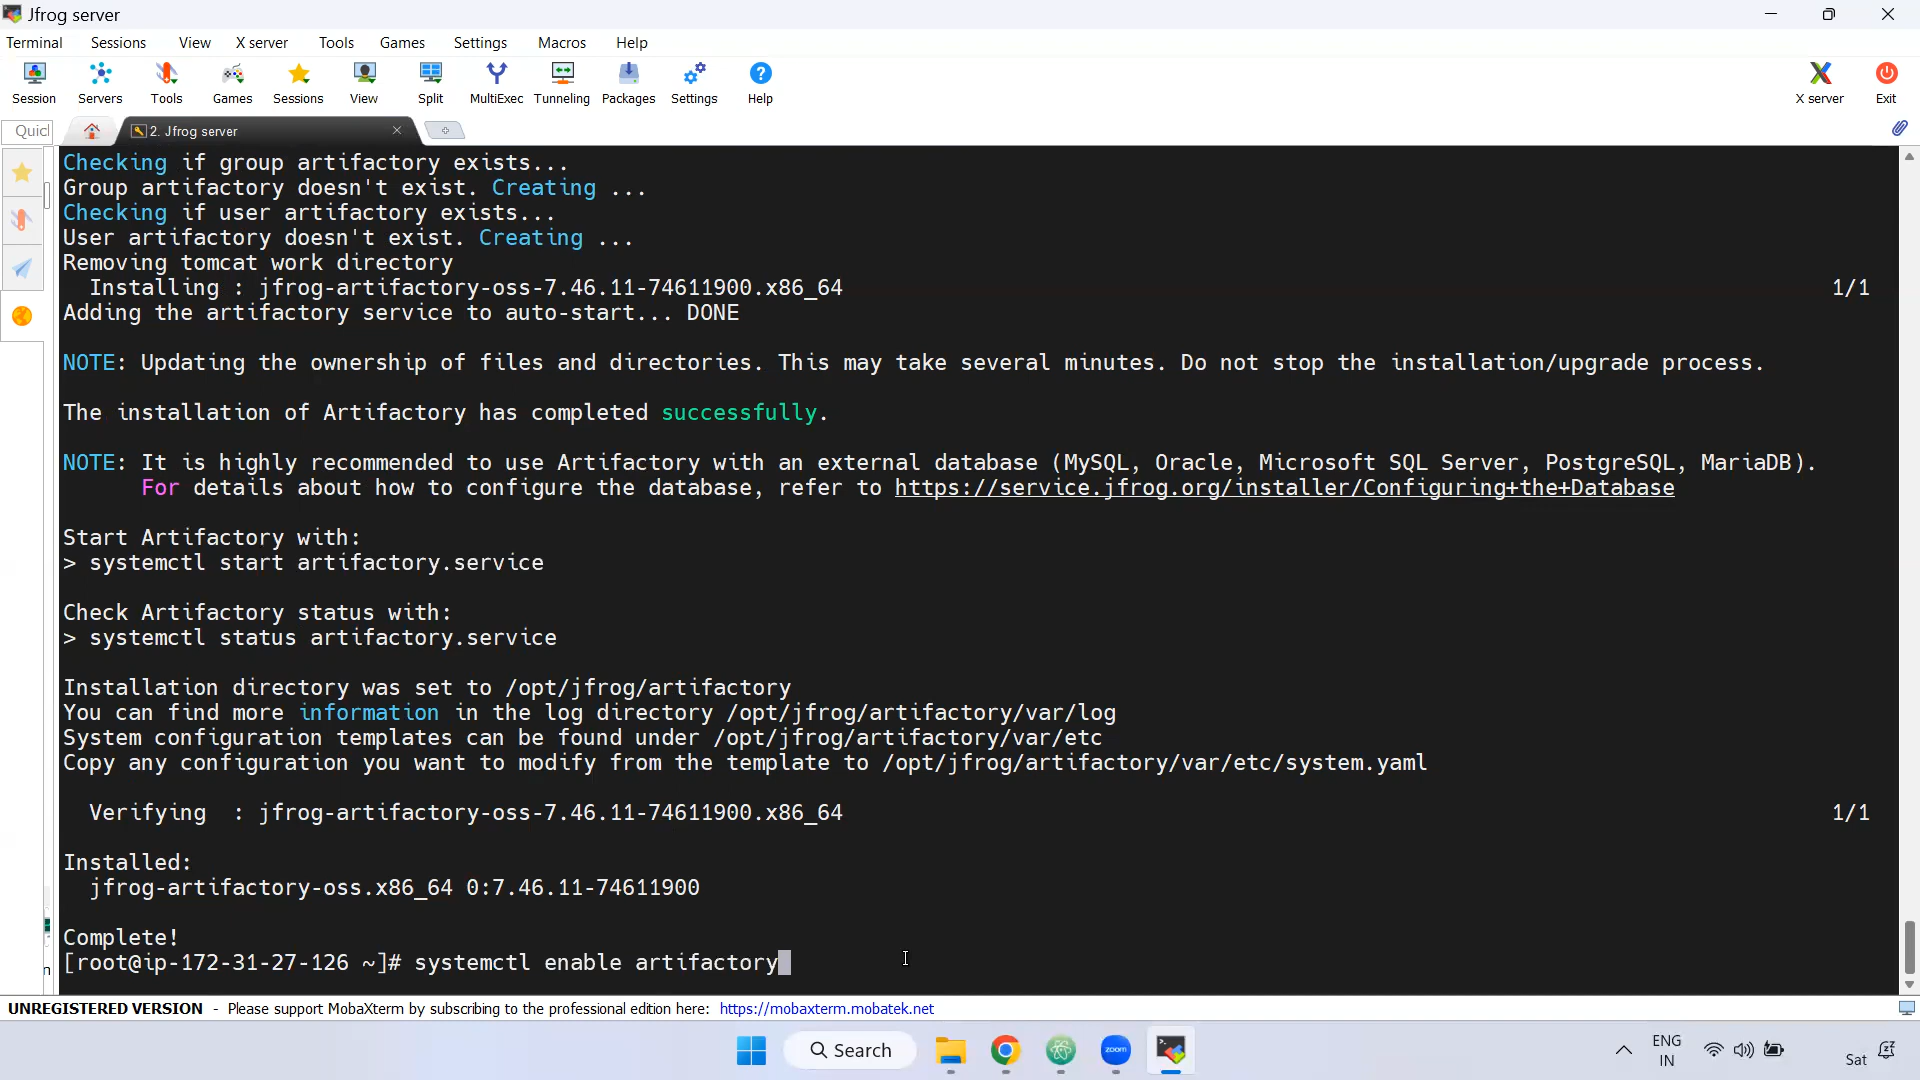 Jfrog server
Terminal Sessions View X server Tools Games Settings Macros Help
Session Servers Tools Games Sessions View Split MultiExec Tunneling Packages Settings Help X server Exit
Quicl 2. Jfrog server
Checking if group artifactory exists...
Group artifactory doesn't exist. Creating ...
Checking if user artifactory exists...
User artifactory doesn't exist. Creating ...
Removing tomcat work directory
Installing : jfrog-artifactory-oss-7.46.11-74611900.x86_64 1/1
Adding the artifactory service to auto-start... DONE
NOTE: Updating the ownership of files and directories. This may take several minutes. Do not stop the installation/upgrade process.
The installation of Artifactory has completed successfully.
NOTE: It is highly recommended to use Artifactory with an external database (MySQL, Oracle, Microsoft SQL Server, PostgreSQL, MariaDB).
For details about how to configure the database, refer to https://service.jfrog.org/installer/Configuring+the+Database
Start Artifactory with:
> systemctl start artifactory.service
Check Artifactory status with:
> systemctl status artifactory.service
Installation directory was set to /opt/jfrog/artifactory
You can find more information in the log directory /opt/jfrog/artifactory/var/log
System configuration templates can be found under /opt/jfrog/artifactory/var/etc
Copy any configuration you want to modify from the template to /opt/jfrog/artifactory/var/etc/system.yaml
Verifying : jfrog-artifactory-oss-7.46.11-74611900.x86_64 1/1
Installed:
jfrog-artifactory-oss.x86_64 0:7.46.11-74611900
Complete!
[root@ip-172-31-27-126 ~]# systemctl enable artifactory
UNREGISTERED VERSION - Please support MobaXterm by subscribing to the professional edition here: https://mobaxterm.mobatek.net
Search zoom ENG
IN
Sat